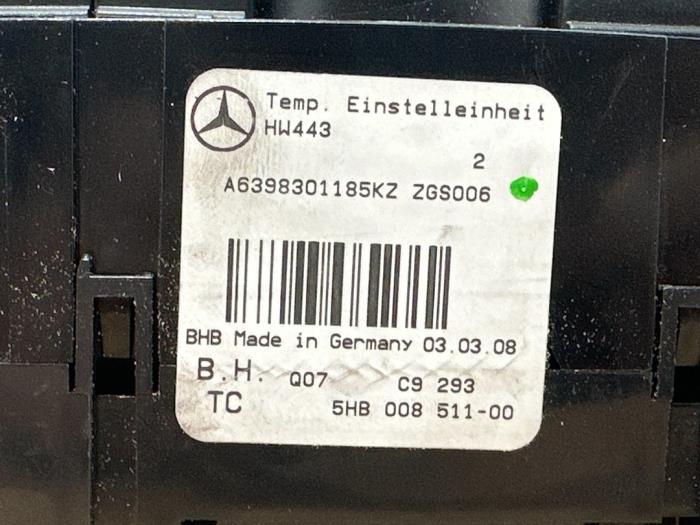 Temp. Einstelleinheit
HW443
2
A6398301185KZ ZGS006
BHB Made in Germany 03.03.08
B.H. Q07 C9 293
TC 5HB 008 511-00